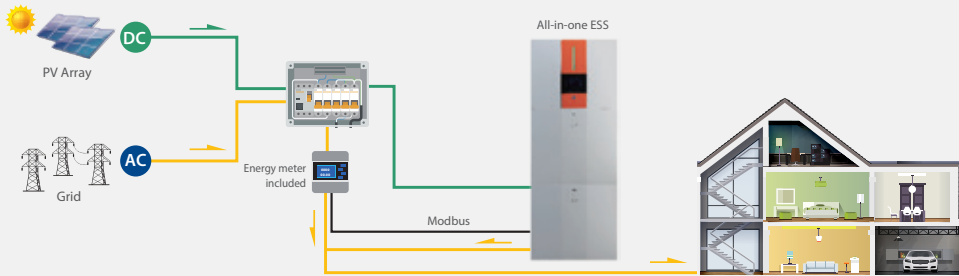 All-in-one ESS
DC
PV Array
AC
Energy meter
included
Grid
Modbus